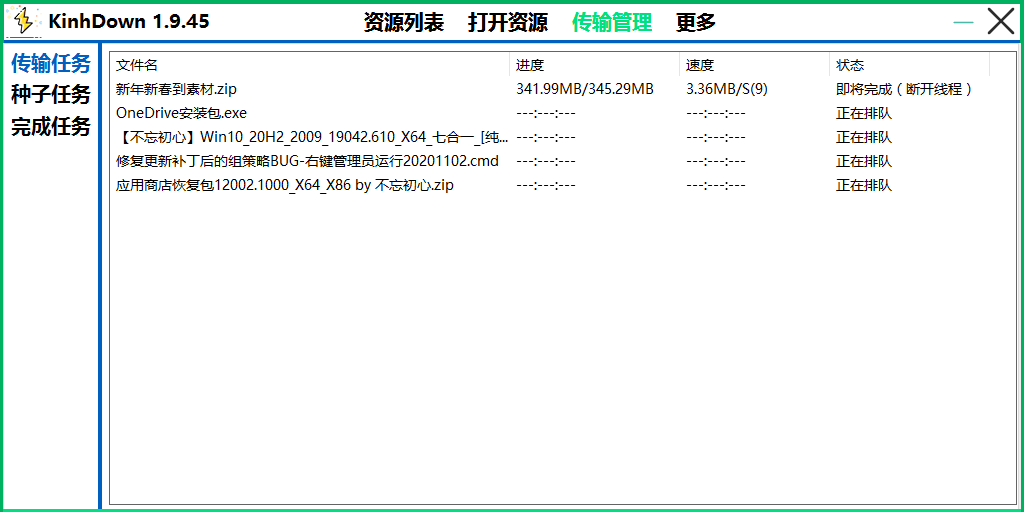 KinhDown 1.9.45 资源列表 打开资源 传输管理 更多
传输任务
种子任务
完成任务
文件名 进度 速度 状态
新年新春到素材.zip 341.99MB/345.29MB 3.36MB/S(9) 即将完成（断开线程）
OneDrive安装包.exe ---:---:--- ---:---:--- 正在排队
【不忘初心】Win10_20H2_2009_19042.610_X64_七合一_[纯... ---:---:--- ---:---:--- 正在排队
修复更新补丁后的组策略BUG-右键管理员运行20201102.cmd ---:---:--- ---:---:--- 正在排队
应用商店恢复包12002.1000_X64_X86 by 不忘初心.zip ---:---:--- ---:---:--- 正在排队